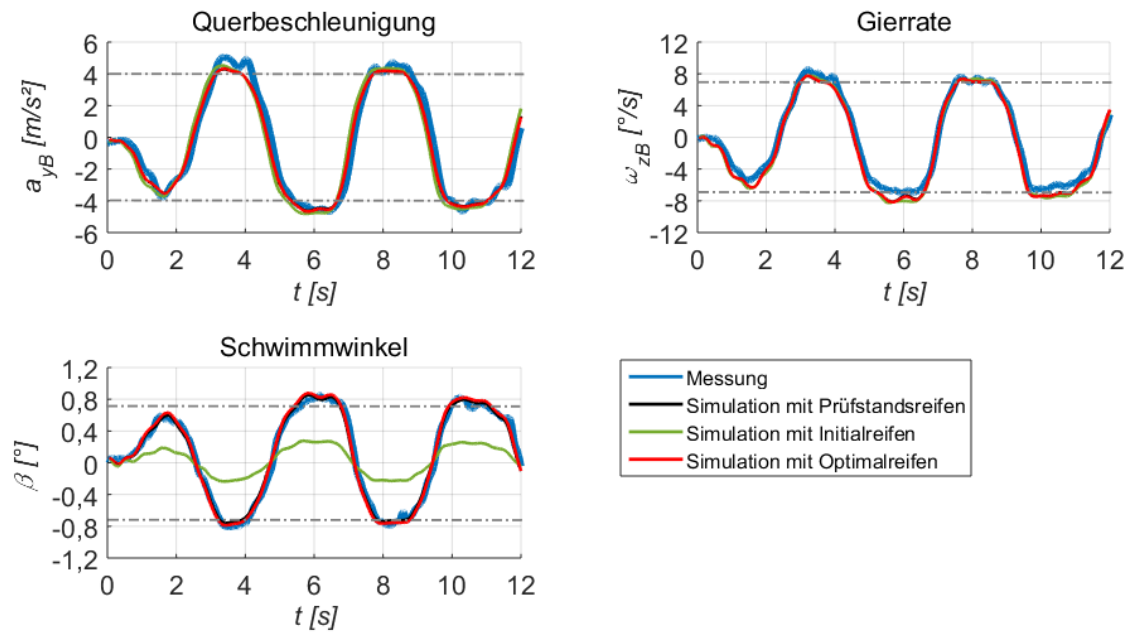 Querbeschleunigung
a_yB [m/s²]
6
4
2
0
-2
-4
-6
0 2 4 6 8 10 12
t [s]
Gierrate
ω_zB [°/s]
12
8
4
0
-4
-8
-12
0 2 4 6 8 10 12
t [s]
Schwimmwinkel
β [°]
1,2
0,8
0,4
0
-0,4
-0,8
-1,2
0 2 4 6 8 10 12
t [s]
Messung
Simulation mit Prüfstandsreifen
Simulation mit Initialreifen
Simulation mit Optimalreifen